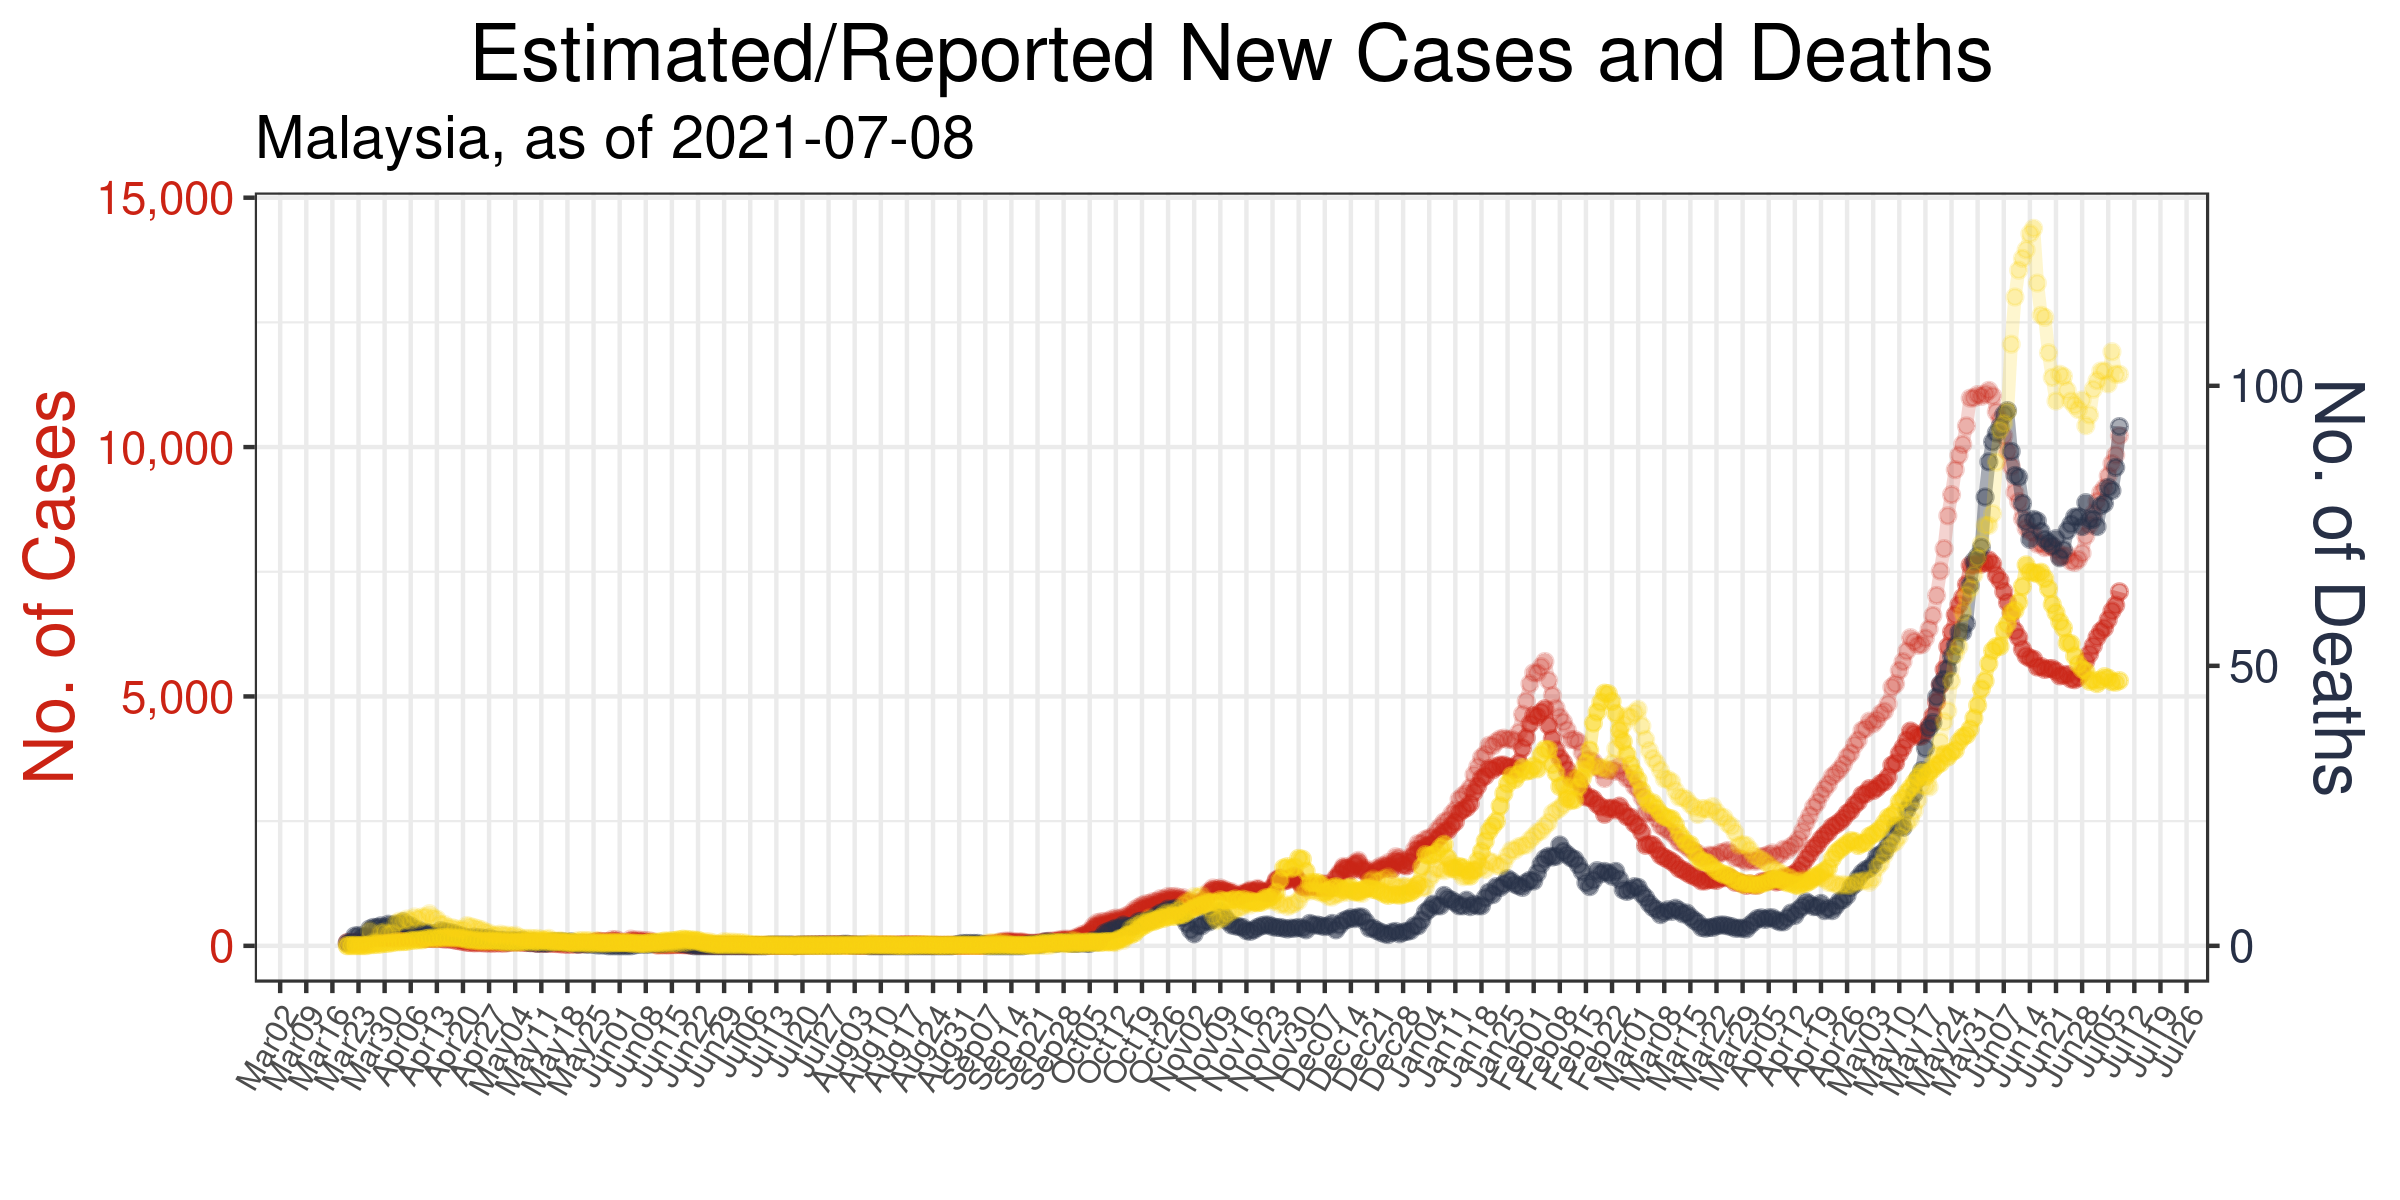 Estimated/Reported New Cases and Deaths
Malaysia, as of 2021-07-08
No. of Cases
15,000
10,000
5,000
0
100
50
0
No. of Deaths
Mar02
Mar09
Mar16
Mar23
Mar30
Apr06
Apr13
Apr20
Apr27
May04
May11
May18
May25
Jun01
Jun08
Jun15
Jun22
Jun29
Jul06
Jul13
Jul20
Jul27
Aug03
Aug10
Aug17
Aug24
Aug31
Sep07
Sep14
Sep21
Sep28
Oct05
Oct12
Oct19
Oct26
Nov02
Nov09
Nov16
Nov23
Nov30
Dec07
Dec14
Dec21
Dec28
Jan04
Jan11
Jan18
Jan25
Feb01
Feb08
Feb15
Feb22
Mar01
Mar08
Mar15
Mar22
Mar29
Apr05
Apr12
Apr19
Apr26
May03
May10
May17
May24
May31
Jun07
Jun14
Jun21
Jun28
Jul05
Jul12
Jul19
Jul26